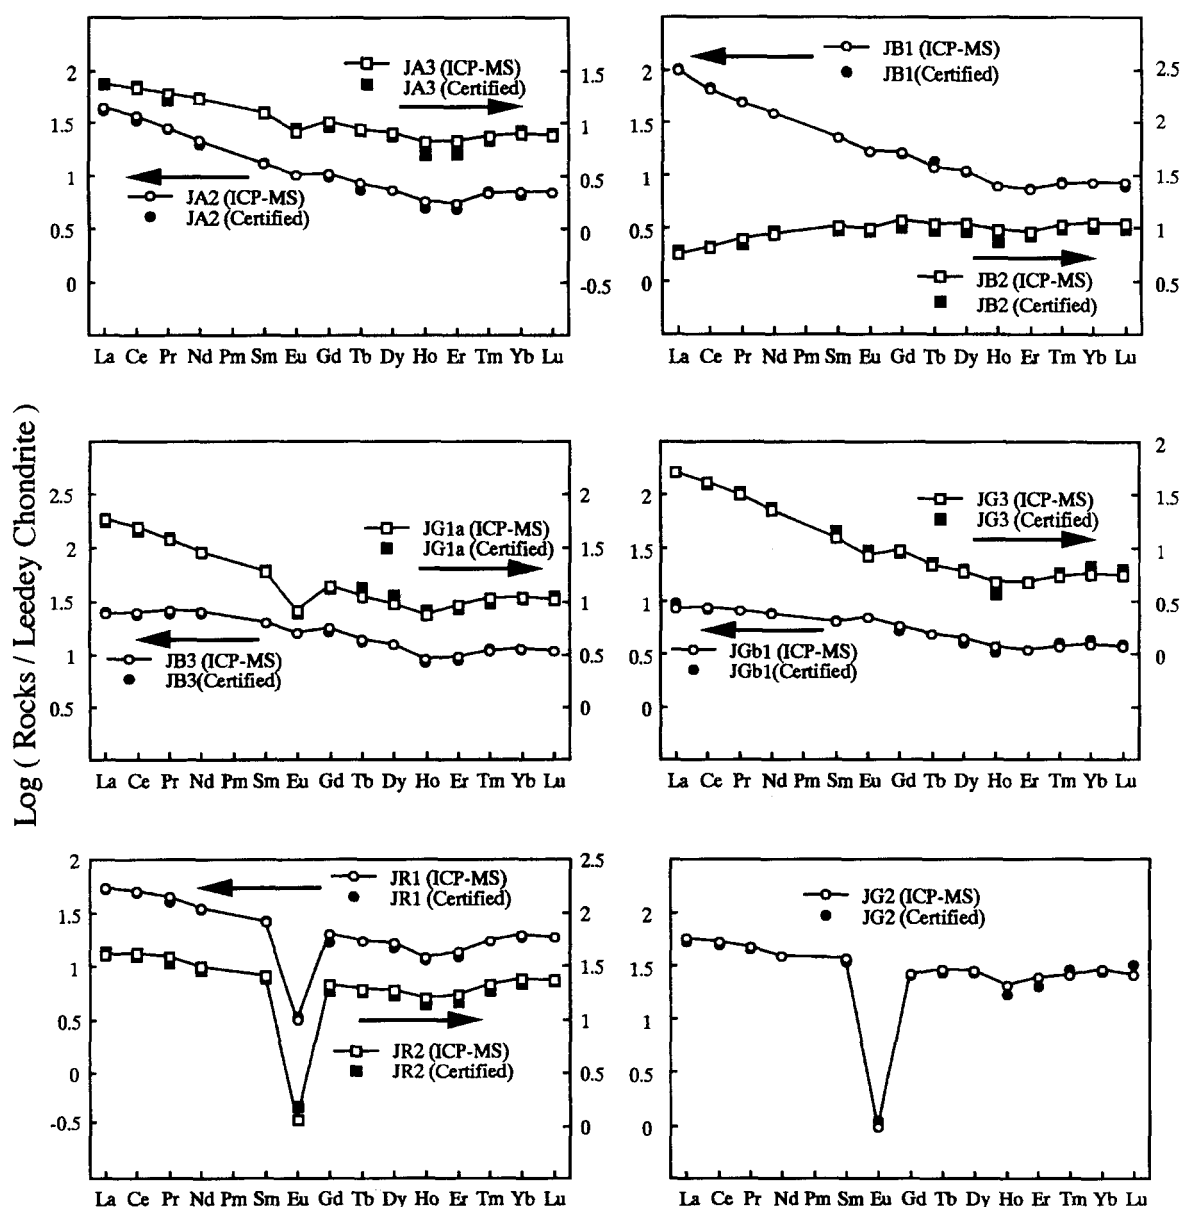 Log ( Rocks / Leedey Chondrite )
2
1.5
1
0.5
0
1.5
1
0.5
0
-0.5
JA3 (ICP-MS)
JA3 (Certified)
JA2 (ICP-MS)
JA2 (Certified)
La Ce Pr Nd Pm Sm Eu Gd Tb Dy Ho Er Tm Yb Lu
2
1.5
1
0.5
0
2.5
2
1.5
1
0.5
JB1 (ICP-MS)
JB1(Certified)
JB2 (ICP-MS)
JB2 (Certified)
La Ce Pr Nd Pm Sm Eu Gd Tb Dy Ho Er Tm Yb Lu
2.5
2
1.5
1
0.5
2
1.5
1
0.5
0
JG1a (ICP-MS)
JG1a (Certified)
JB3 (ICP-MS)
JB3(Certified)
La Ce Pr Nd Pm Sm Eu Gd Tb Dy Ho Er Tm Yb Lu
2
1.5
1
0.5
0
2
1.5
1
0.5
0
JG3 (ICP-MS)
JG3 (Certified)
JGb1 (ICP-MS)
JGb1(Certified)
La Ce Pr Nd Pm Sm Eu Gd Tb Dy Ho Er Tm Yb Lu
2
1.5
1
0.5
0
-0.5
2.5
2
1.5
1
0.5
0
JR1 (ICP-MS)
JR1 (Certified)
JR2 (ICP-MS)
JR2 (Certified)
La Ce Pr Nd Pm Sm Eu Gd Tb Dy Ho Er Tm Yb Lu
2
1.5
1
0.5
0
JG2 (ICP-MS)
JG2 (Certified)
La Ce Pr Nd Pm Sm Eu Gd Tb Dy Ho Er Tm Yb Lu